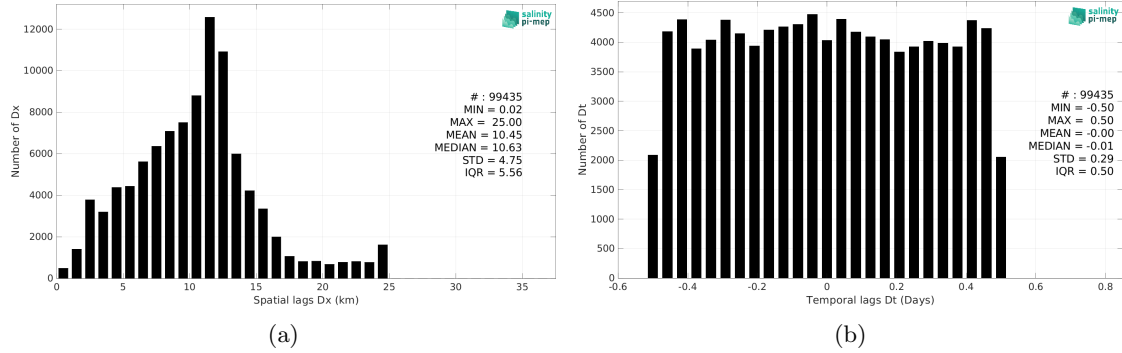 12000
10000
8000
6000
4000
2000
0
Number of Dx
0 5 10 15 20 25 30 35
Spatial lags Dx (km)
salinity
pi-mep
# : 99435
MIN = 0.02
MAX = 25.00
MEAN = 10.45
MEDIAN = 10.63
STD = 4.75
IQR = 5.56
(a)
4500
4000
3500
3000
2500
2000
1500
1000
500
0
Number of Dt
-0.6 -0.4 -0.2 0 0.2 0.4 0.6 0.8
Temporal lags Dt (Days)
salinity
pi-mep
# : 99435
MIN = -0.50
MAX = 0.50
MEAN = -0.00
MEDIAN = -0.01
STD = 0.29
IQR = 0.50
(b)